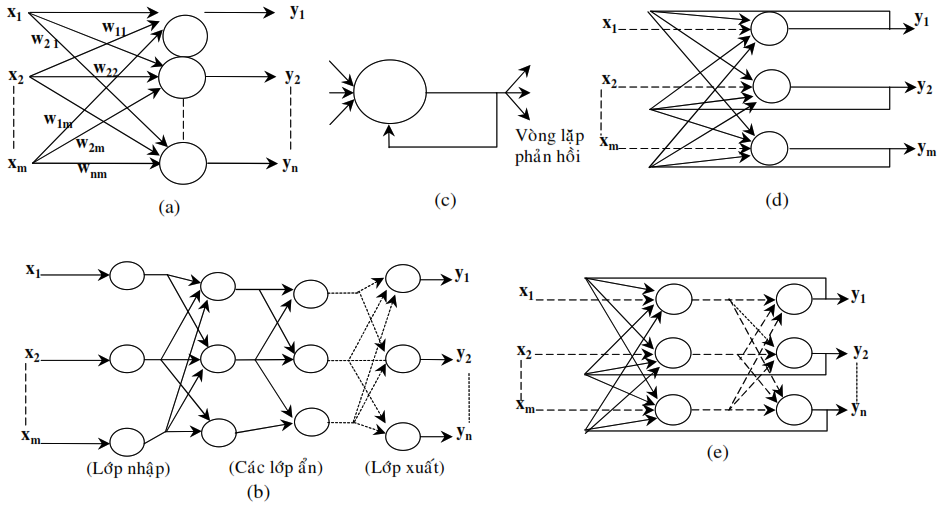 x1 w11 y1
w21
x2 w22 y2
w1m
w2m
xm wnm yn
(a)
Vòng lặp
phản hồi
(c)
x1 y1
x2 y2
xm ym
(d)
x1 y1
x2 y2
xm yn
(Lớp nhập) (Các lớp ẩn) (Lớp xuất)
(b)
x1 y1
x2 y2
xm yn
(e)